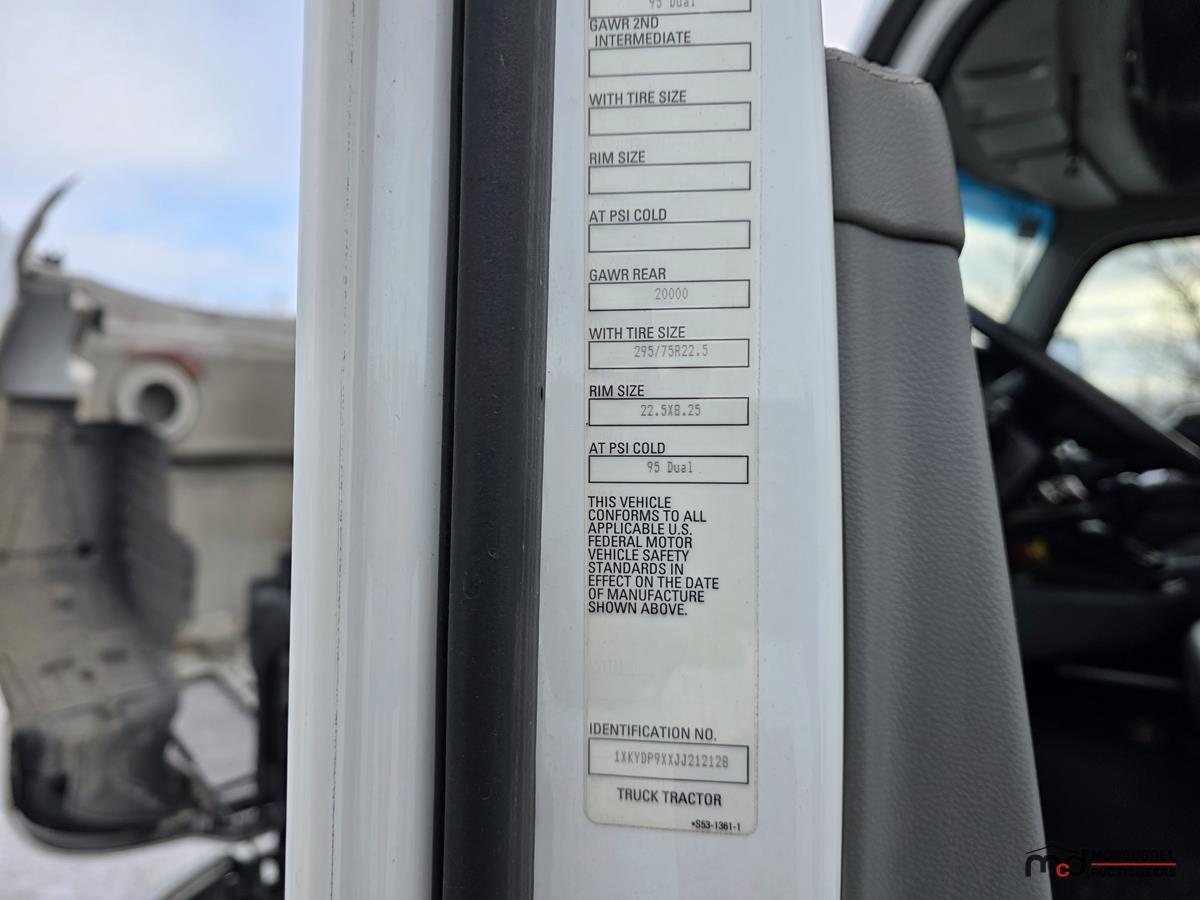 95 Dual
GAWR 2ND
INTERMEDIATE
WITH TIRE SIZE
RIM SIZE
AT PSI COLD
GAWR REAR
20000
WITH TIRE SIZE
295/75R22.5
RIM SIZE
22.5X8.25
AT PSI COLD
95 Dual
THIS VEHICLE
CONFORMS TO ALL
APPLICABLE U.S.
FEDERAL MOTOR
VEHICLE SAFETY
STANDARDS IN
EFFECT ON THE DATE
OF MANUFACTURE
SHOWN ABOVE.
IDENTIFICATION NO.
1XKYDP9XXJJ212128
TRUCK TRACTOR
*S53-1361-1
mcd MCDOUGALL
AUCTIONEERS